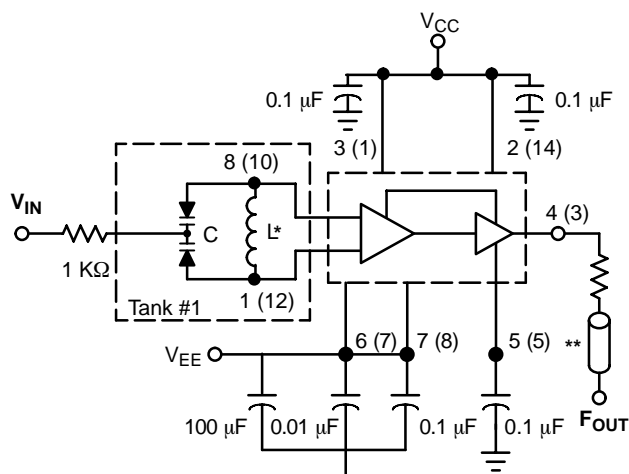 VCC
0.1 μF
0.1 μF
3 (1)
2 (14)
8 (10)
VIN
C
L*
4 (3)
1 KΩ
1 (12)
Tank #1
**
VEE
6 (7)
7 (8)
5 (5)
FOUT
100 μF
0.01 μF
0.1 μF
0.1 μF